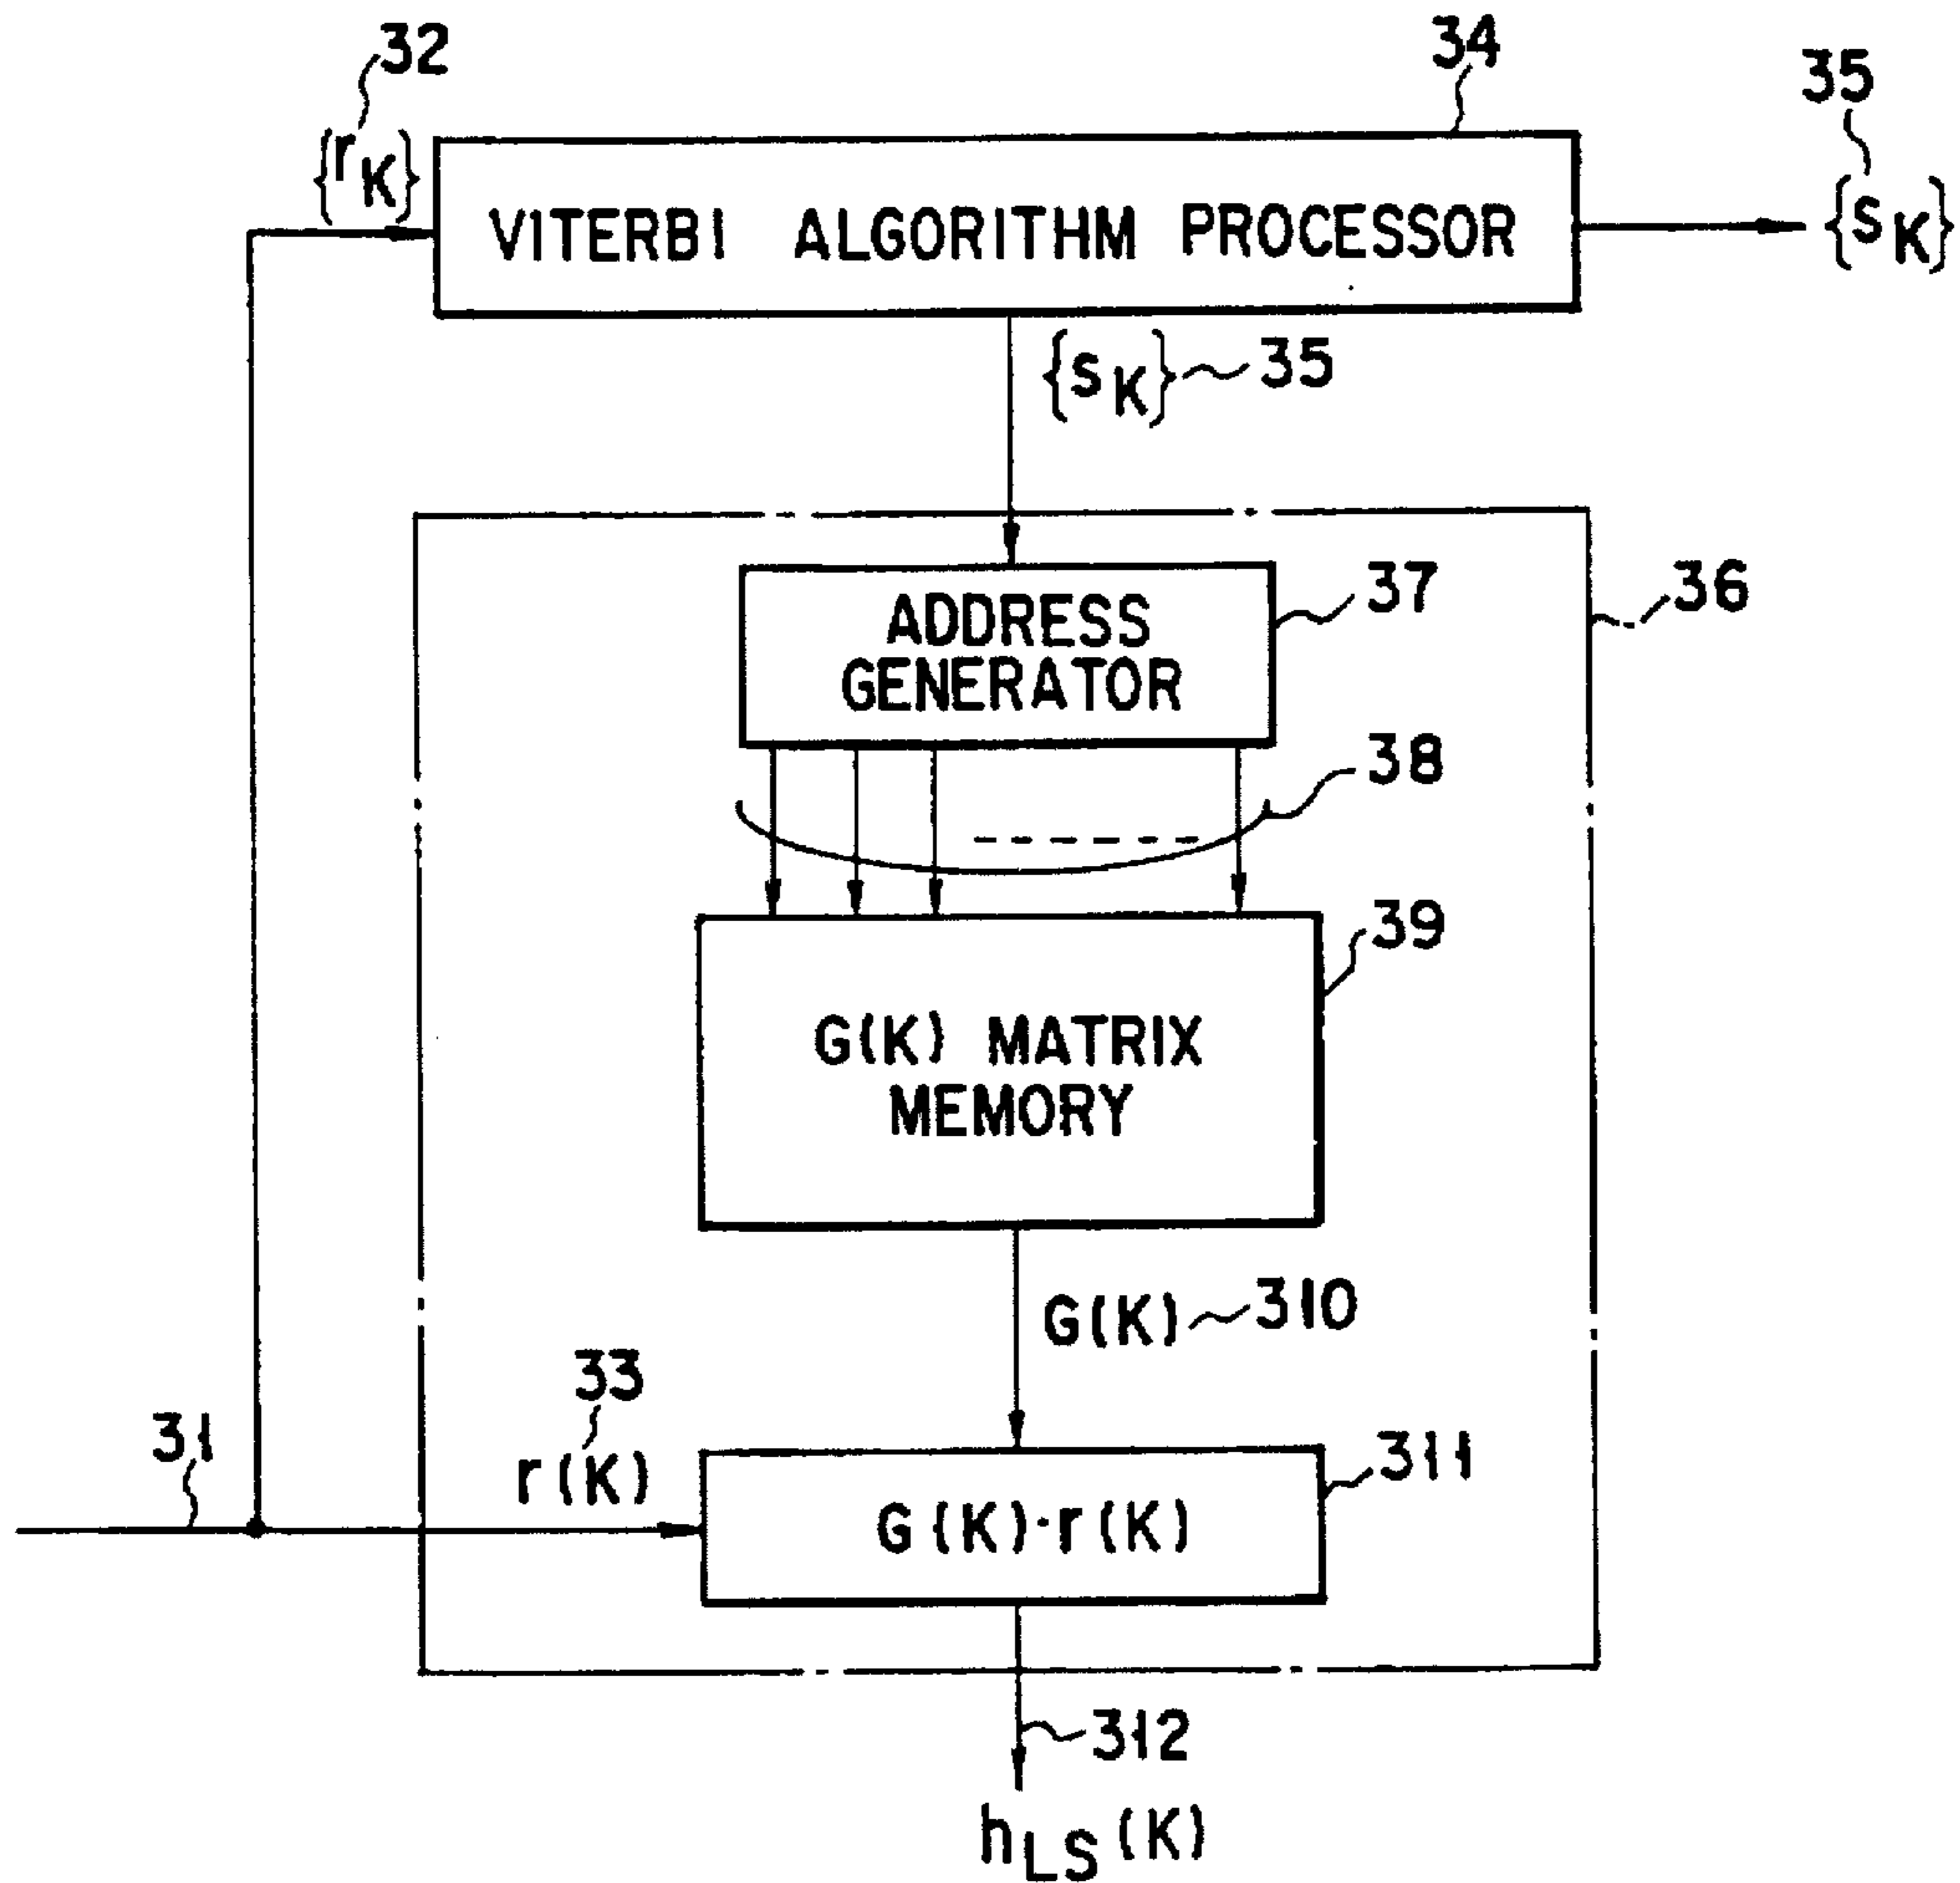 32
34
35
{rK}
VITERBI ALGORITHM PROCESSOR
{sK}
{sK} 35
ADDRESS
GENERATOR
37
36
38
39
G(K) MATRIX
MEMORY
G(K) 310
33
31
r(K)
311
G(K)·r(K)
312
hLS(K)